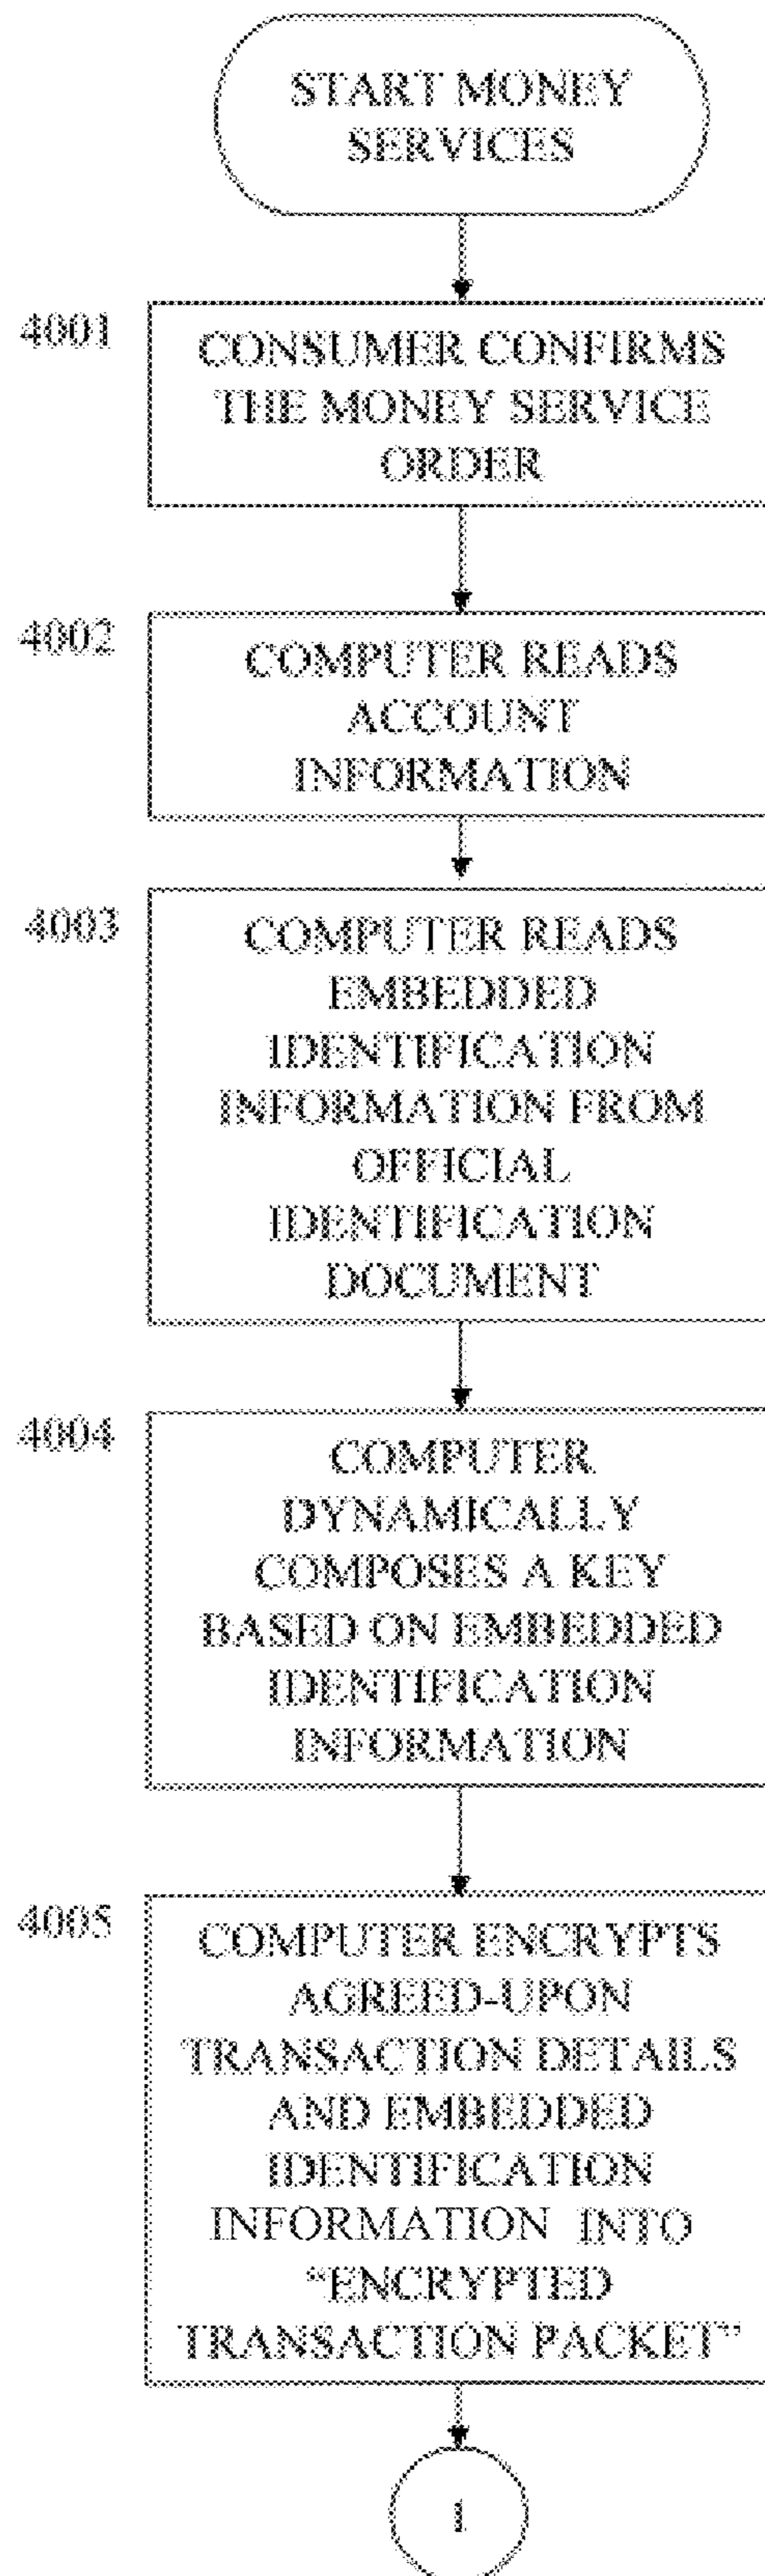 START MONEY
SERVICES
4001
CONSUMER CONFIRMS
THE MONEY SERVICE
ORDER
4002
COMPUTER READS
ACCOUNT
INFORMATION
4003
COMPUTER READS
EMBEDDED
IDENTIFICATION
INFORMATION FROM
OFFICIAL
IDENTIFICATION
DOCUMENT
4004
COMPUTER
DYNAMICALLY
COMPOSES A KEY
BASED ON EMBEDDED
IDENTIFICATION
INFORMATION
4005
COMPUTER ENCRYPTS
AGREED-UPON
TRANSACTION DETAILS
AND EMBEDDED
IDENTIFICATION
INFORMATION INTO
“ENCRYPTED
TRANSACTION PACKET”
1